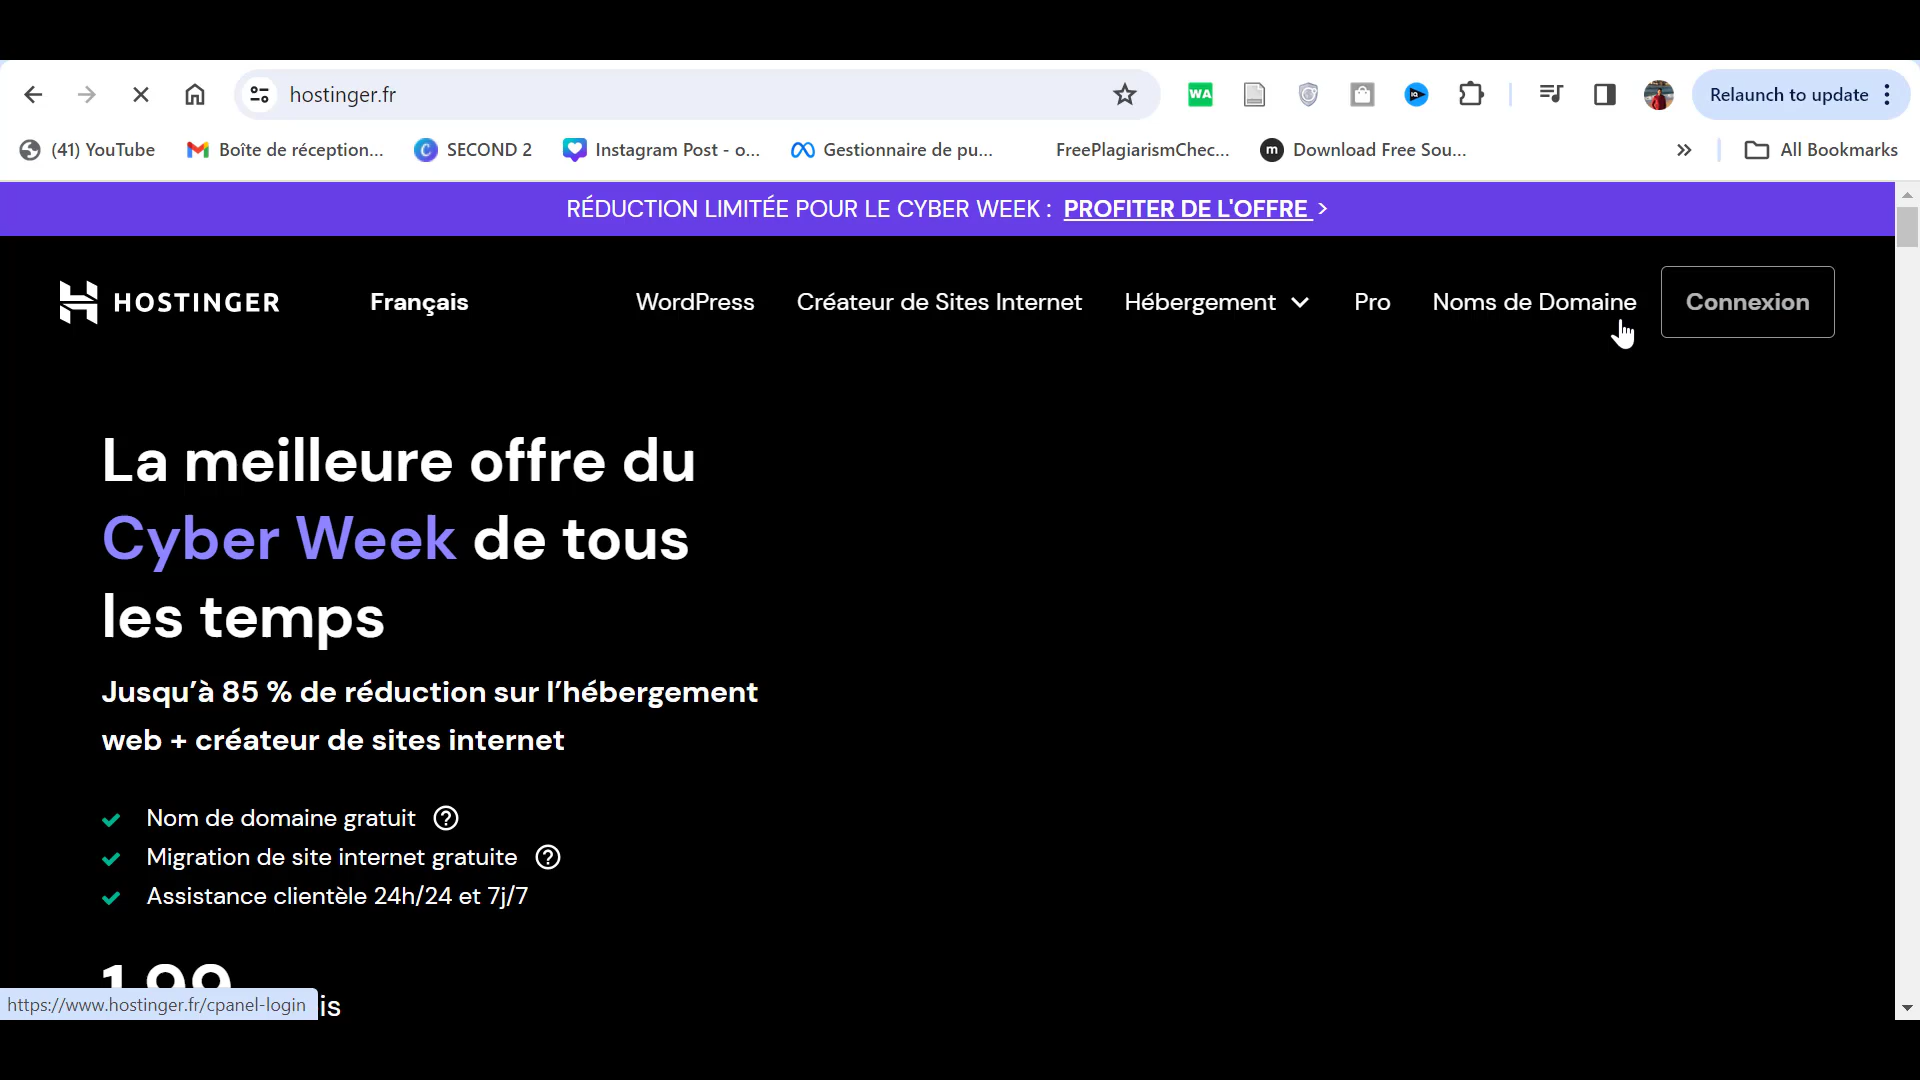 hostinger.fr
WA
Relaunch to update
(41) YouTube
Boîte de réception...
C
SECOND 2
Instagram Post - o...
Gestionnaire de pu...
FreePlagiarismChec...
m
Download Free Sou...
All Bookmarks
RÉDUCTION LIMITÉE POUR LE CYBER WEEK : PROFITER DE L'OFFRE >
HOSTINGER
Français
WordPress
Créateur de Sites Internet
Hébergement
Pro
Noms de Domaine
Connexion
La meilleure offre du
Cyber Week de tous
les temps
Jusqu’à 85 % de réduction sur l’hébergement
web + créateur de sites internet
Nom de domaine gratuit ?
Migration de site internet gratuite ?
Assistance clientèle 24h/24 et 7j/7
https://www.hostinger.fr/cpanel-login